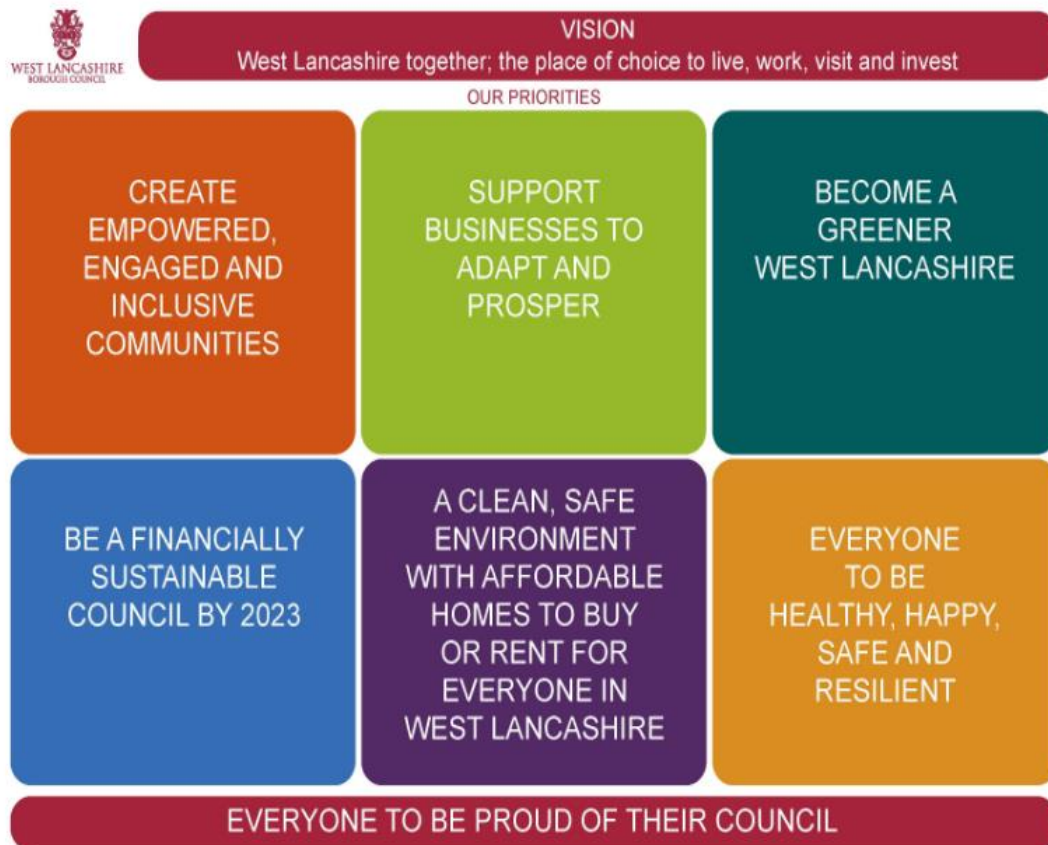 WEST LANCASHIRE
BOROUGH COUNCIL
VISION
West Lancashire together; the place of choice to live, work, visit and invest
OUR PRIORITIES
CREATE
EMPOWERED,
ENGAGED AND
INCLUSIVE
COMMUNITIES
SUPPORT
BUSINESSES TO
ADAPT AND
PROSPER
BECOME A
GREENER
WEST LANCASHIRE
BE A FINANCIALLY
SUSTAINABLE
COUNCIL BY 2023
A CLEAN, SAFE
ENVIRONMENT
WITH AFFORDABLE
HOMES TO BUY
OR RENT FOR
EVERYONE IN
WEST LANCASHIRE
EVERYONE
TO BE
HEALTHY, HAPPY,
SAFE AND
RESILIENT
EVERYONE TO BE PROUD OF THEIR COUNCIL